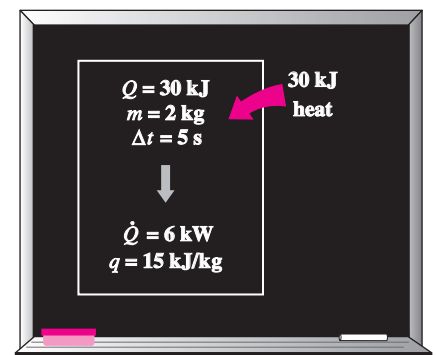 Q = 30 kJ
m = 2 kg
Δt = 5 s
30 kJ
heat
Q̇ = 6 kW
q = 15 kJ/kg